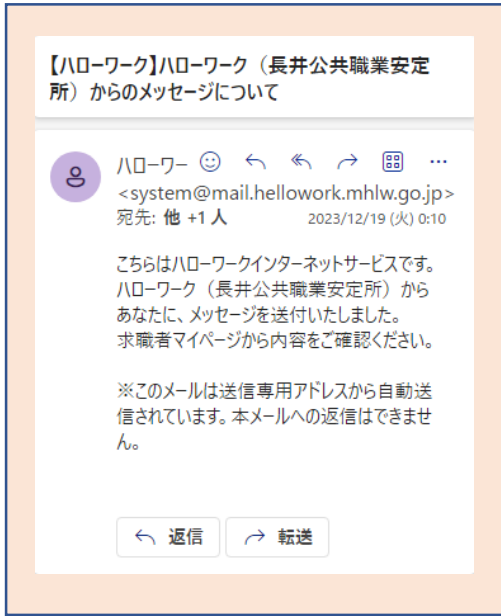 【ハローワーク】ハローワーク（長井公共職業安定
所）からのメッセージについて
ハローワー
<system@mail.hellowork.mhlw.go.jp>
宛先: 他 +1 人 2023/12/19 (火) 0:10
こちらはハローワークインターネットサービスです。
ハローワーク（長井公共職業安定所）から
あなたに、メッセージを送付いたしました。
求職者マイページから内容をご確認ください。
※このメールは送信専用アドレスから自動送
信されています。本メールへの返信はできませ
ん。
返信 転送